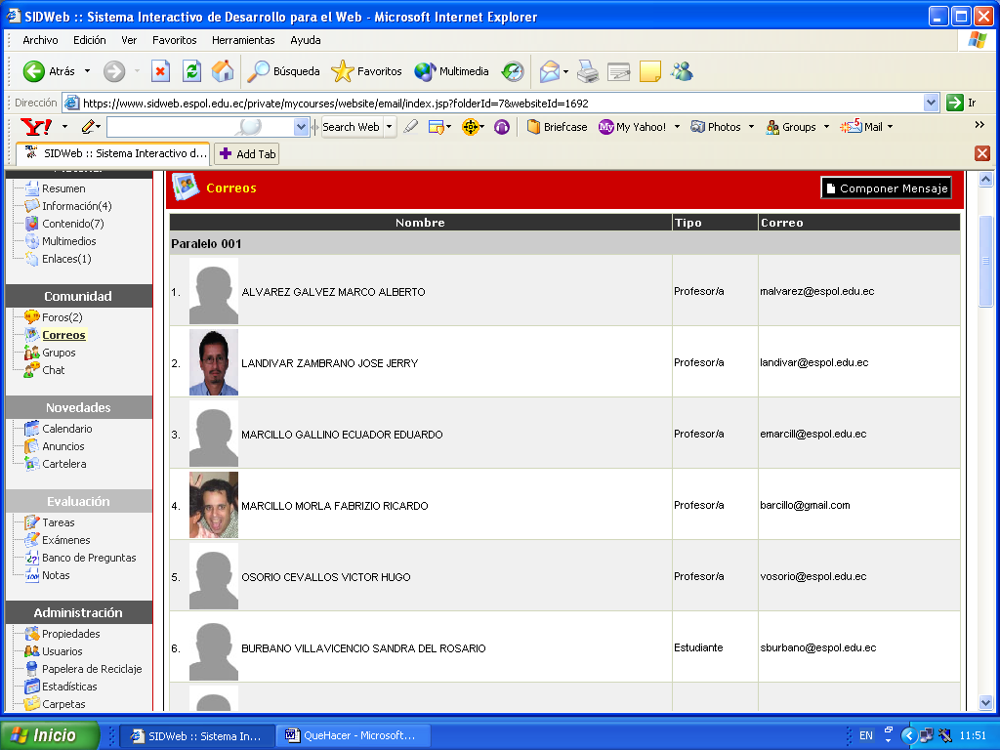 SIDWeb :: Sistema Interactivo de Desarrollo para el Web - Microsoft Internet Explorer
Archivo Edición Ver Favoritos Herramientas Ayuda
Atrás Búsqueda Favoritos Multimedia
Dirección https://www.sidweb.espol.edu.ec/private/mycourses/website/email/index.jsp?folderId=7&websiteId=1692 Ir
Y! Search Web Briefcase My My Yahoo! Photos Groups 5 Mail
SIDWeb :: Sistema Interactivo d... Add Tab
Resumen
Información(4)
Contenido(7)
Multimedios
Enlaces(1)
Comunidad
Foros(2)
Correos
Grupos
Chat
Novedades
Calendario
Anuncios
Cartelera
Evaluación
Tareas
Exámenes
Banco de Preguntas
Notas
Administración
Propiedades
Usuarios
Papelera de Reciclaje
Estadísticas
Carpetas
Correos Componer Mensaje
Nombre Tipo Correo
Paralelo 001
1. ALVAREZ GALVEZ MARCO ALBERTO Profesor/a malvarez@espol.edu.ec
2. LANDIVAR ZAMBRANO JOSE JERRY Profesor/a landivar@espol.edu.ec
3. MARCILLO GALLINO ECUADOR EDUARDO Profesor/a emarcill@espol.edu.ec
4. MARCILLO MORLA FABRIZIO RICARDO Profesor/a barcillo@gmail.com
5. OSORIO CEVALLOS VICTOR HUGO Profesor/a vosorio@espol.edu.ec
6. BURBANO VILLAVICENCIO SANDRA DEL ROSARIO Estudiante sburbano@espol.edu.ec
Inicio SIDWeb :: Sistema In... QueHacer - Microsoft... EN 11:51